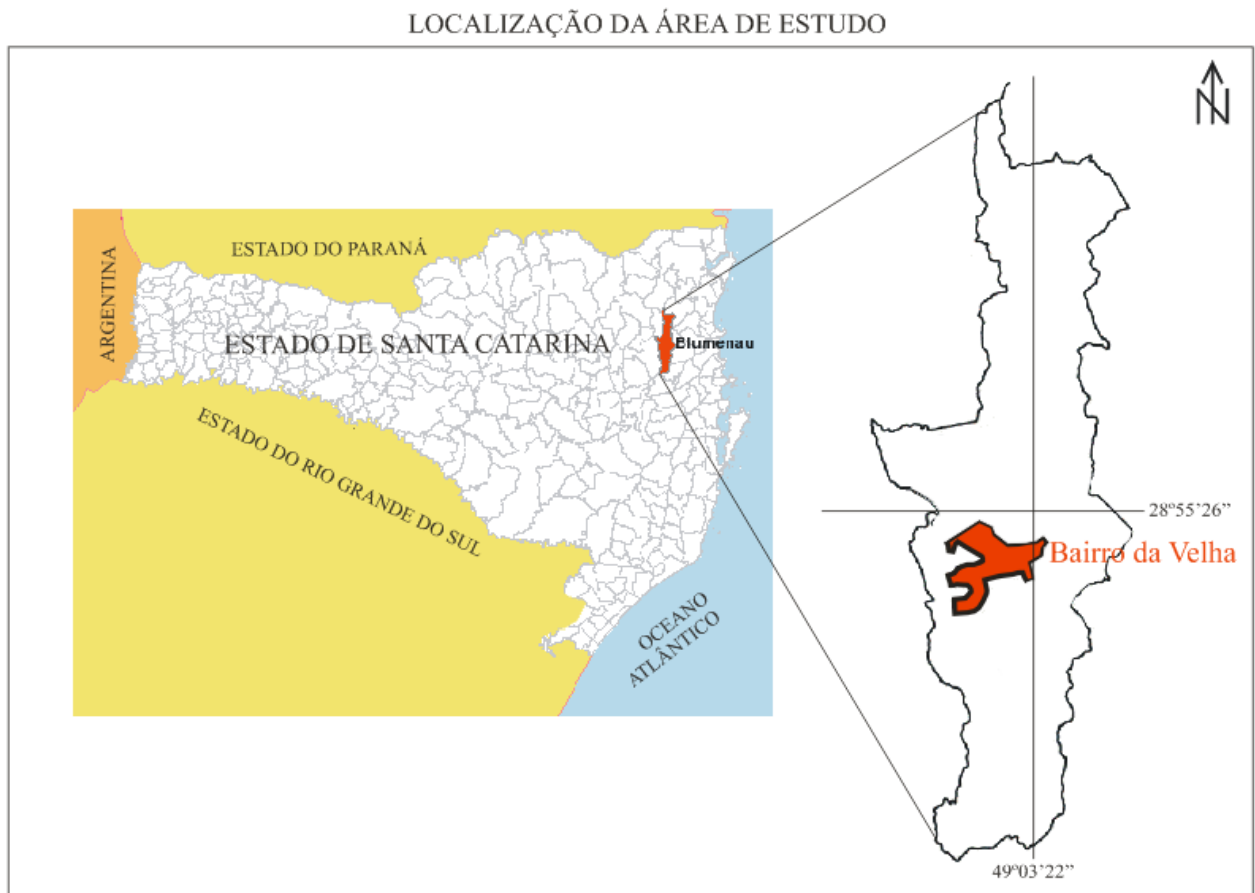 LOCALIZAÇÃO DA ÁREA DE ESTUDO
N
ESTADO DO PARANÁ
ARGENTINA
ESTADO DE SANTA CATARINA
Blumenau
ESTADO DO RIO GRANDE DO SUL
OCEANO
ATLÂNTICO
28º55'26”
Bairro da Velha
49º03'22”